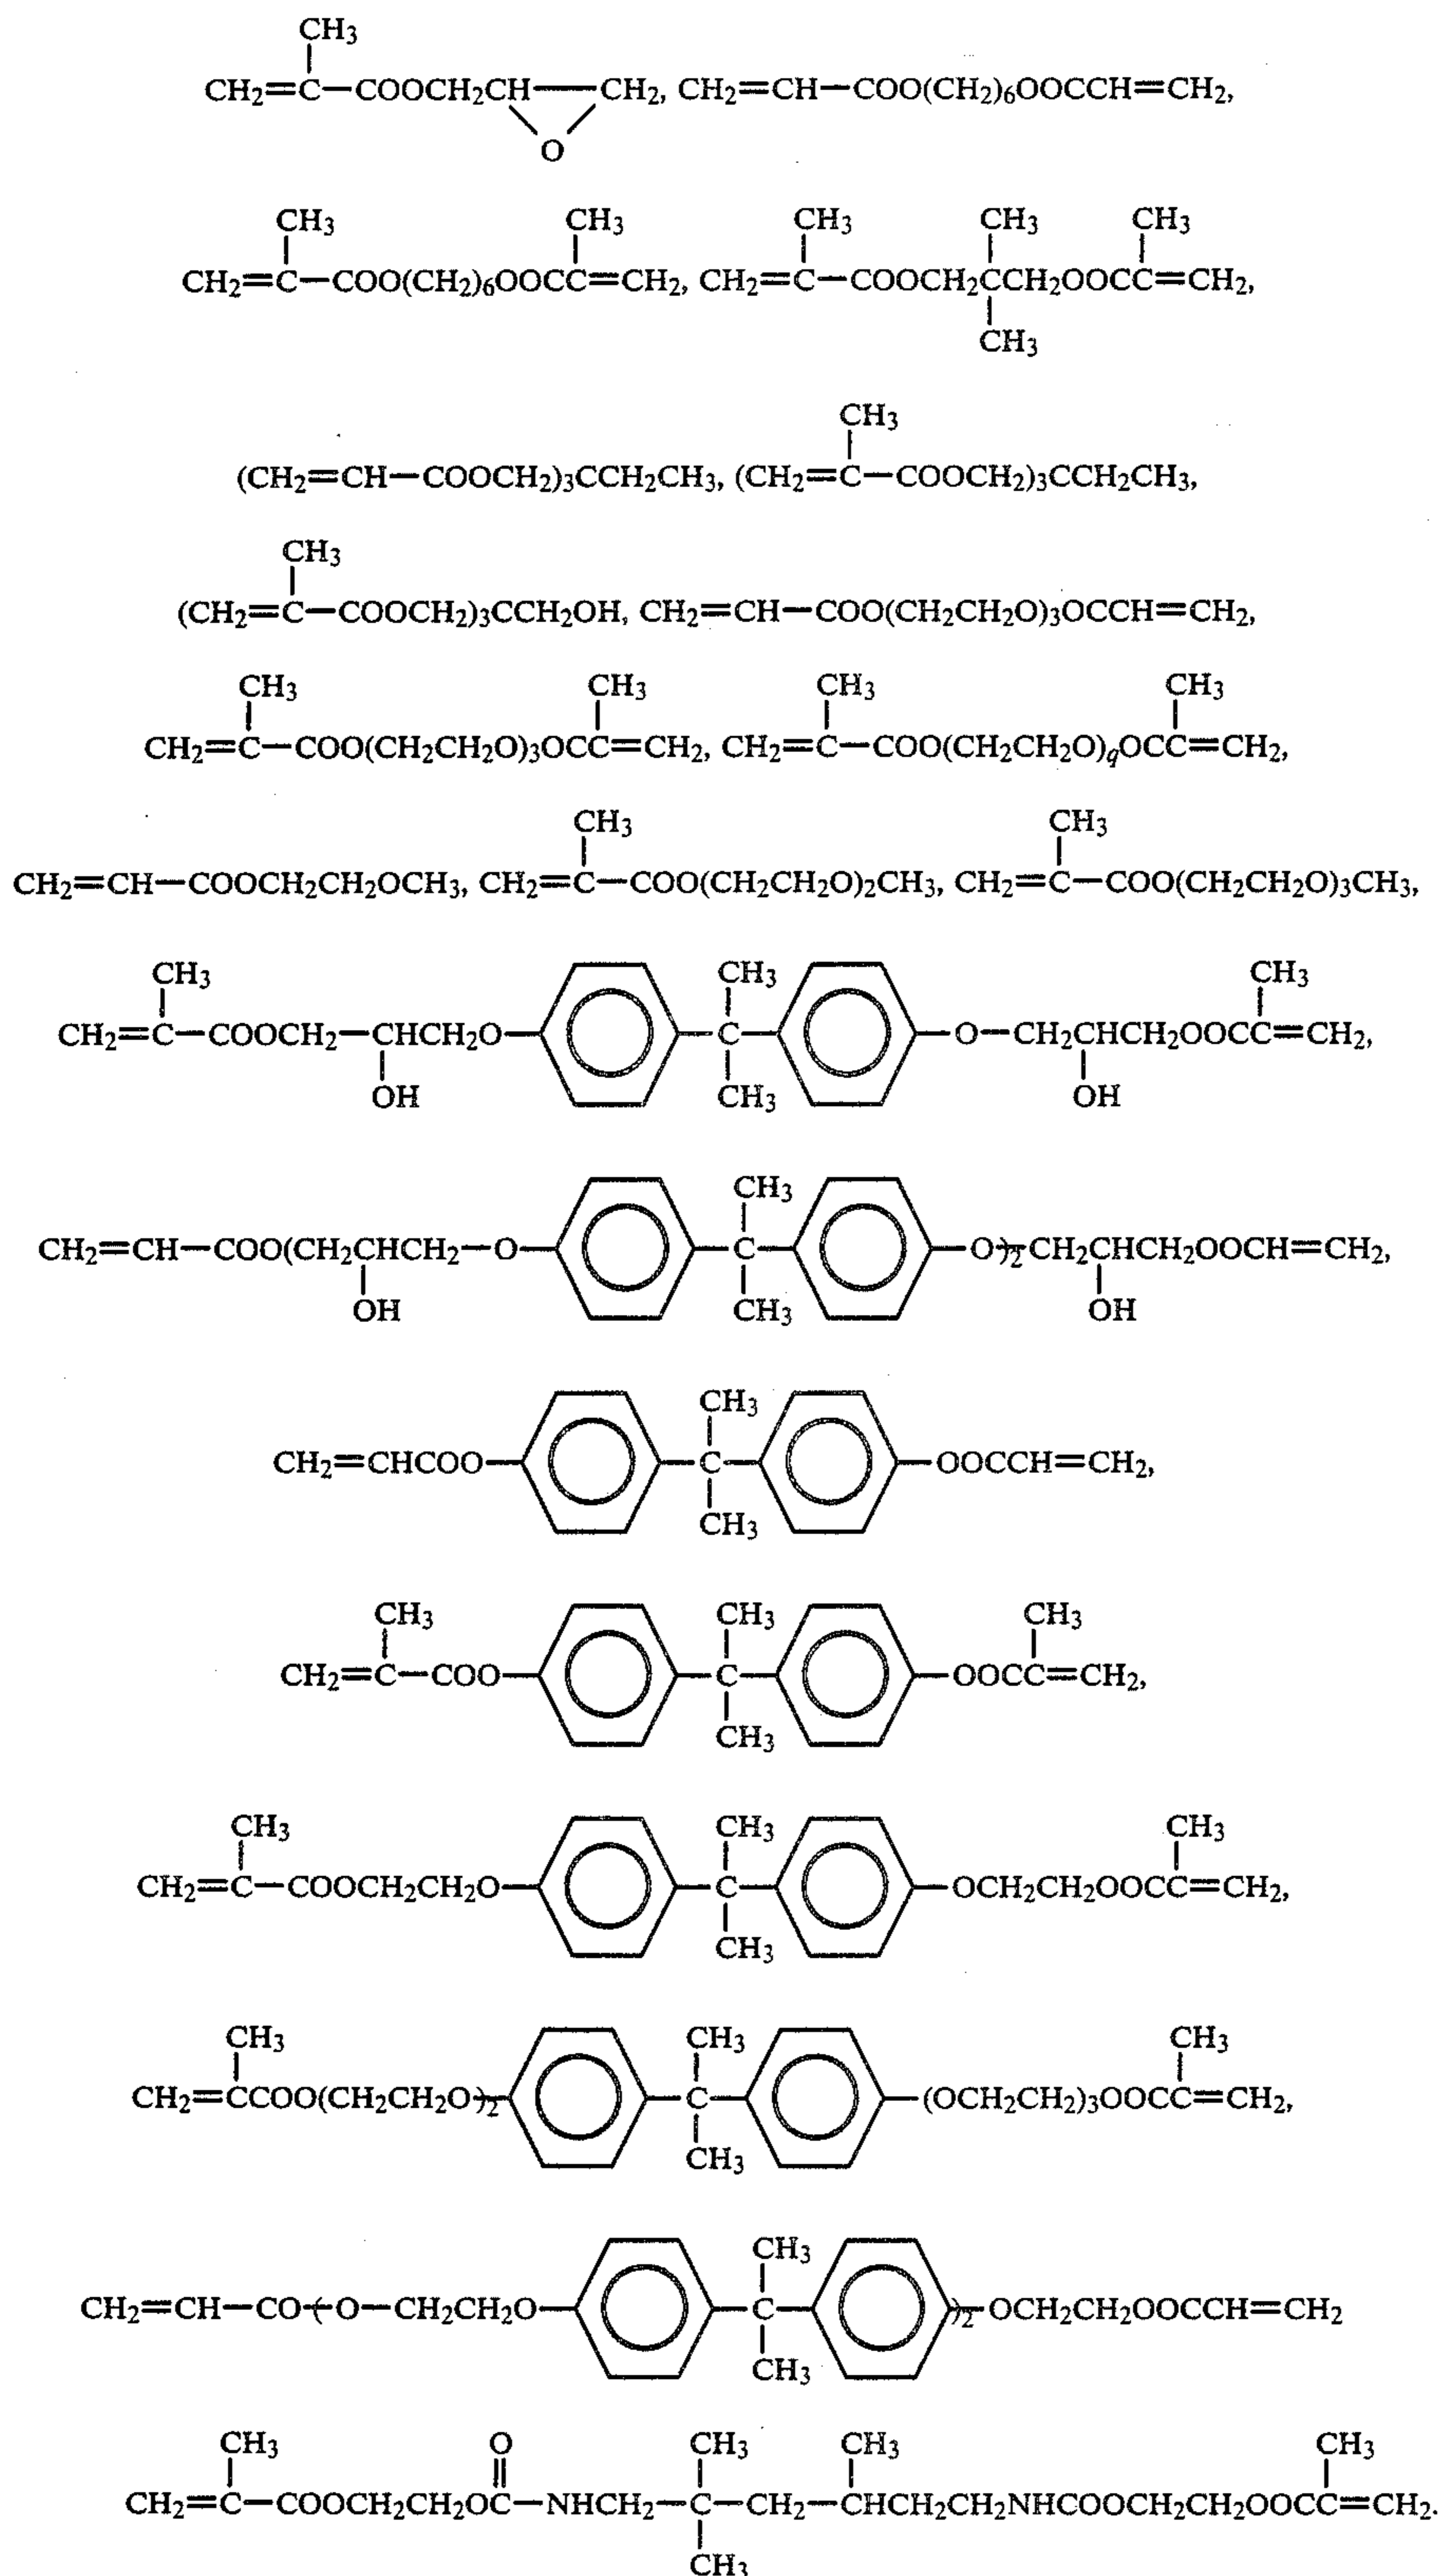 CH3
CH2=C—COOCH2CH—CH2, CH2=CH—COO(CH2)6OOCCH=CH2,
O
CH3 CH3 CH3 CH3 CH3
CH2=C—COO(CH2)6OOCC=CH2, CH2=C—COOCH2CCH2OOCC=CH2,
CH3
CH3
(CH2=CH—COOCH2)3CCH2CH3, (CH2=C—COOCH2)3CCH2CH3,
CH3
(CH2=C—COOCH2)3CCH2OH, CH2=CH—COO(CH2CH2O)3OCCH=CH2,
CH3 CH3 CH3 CH3
CH2=C—COO(CH2CH2O)3OCC=CH2, CH2=C—COO(CH2CH2O)qOCC=CH2,
CH3 CH3
CH2=CH—COOCH2CH2OCH3, CH2=C—COO(CH2CH2O)2CH3, CH2=C—COO(CH2CH2O)3CH3,
CH3 CH3 CH3
CH2=C—COOCH2—CHCH2O— —C— —O—CH2CHCH2OOCC=CH2,
OH CH3 OH
CH3
CH2=CH—COO(CH2CHCH2—O— —C— —O)2—CH2CHCH2OOCH=CH2,
OH CH3 OH
CH3
CH2=CHCOO— —C— —OOCCH=CH2,
CH3
CH3 CH3 CH3
CH2=C—COO— —C— —OOCC=CH2,
CH3
CH3 CH3 CH3
CH2=C—COOCH2CH2O— —C— —OCH2CH2OOCC=CH2,
CH3
CH3 CH3 CH3
CH2=CCOO(CH2CH2O)2— —C— —(OCH2CH2)3OOCC=CH2,
CH3
CH3
CH2=CH—CO—(O—CH2CH2O— —C— )2—OCH2CH2OOCCH=CH2
CH3
CH3 O CH3 CH3 CH3
CH2=C—COOCH2CH2OC—NHCH2—C—CH2—CHCH2CH2NHCOOCH2CH2OOCC=CH2.
CH3